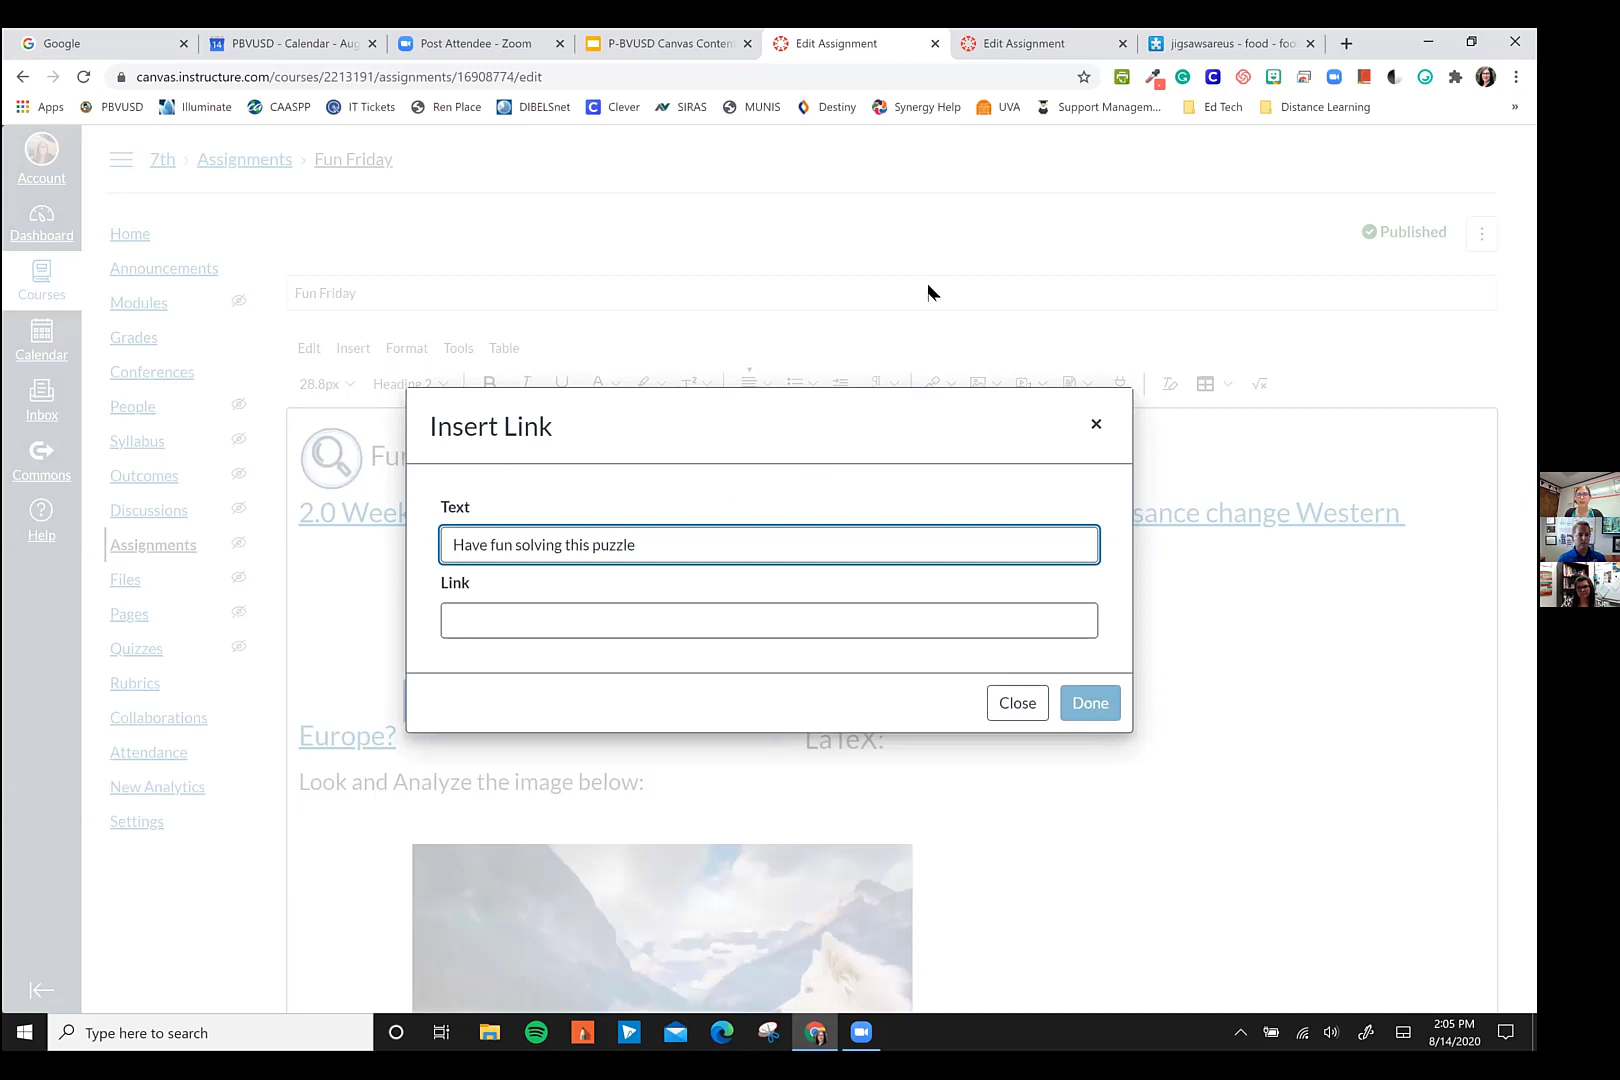 Google
14
PBVUSD - Calendar - Aug
Post Attendee - Zoom
P-BVUSD Canvas Conten
Edit Assignment
Edit Assignment
jigsawsareus - food - foo
canvas.instructure.com/courses/2213191/assignments/16908774/edit
Apps
PBVUSD
Illuminate
CAASPP
IT Tickets
Ren Place
DIBELSnet
Clever
SIRAS
MUNIS
Destiny
Synergy Help
UVA
Support Managem...
Ed Tech
Distance Learning
»
Account
Dashboard
Courses
Calendar
Inbox
Commons
Help
7th › Assignments › Fun Friday
Home
Announcements
Modules
Grades
Conferences
People
Syllabus
Outcomes
Discussions
Assignments
Files
Pages
Quizzes
Rubrics
Collaborations
Attendance
New Analytics
Settings
Published
Fun Friday
Edit Insert Format Tools Table
28.8px Heading 2 B I U A T²
Fur
2.0 Week
sance change Western
Insert Link
Text
Have fun solving this puzzle
Link
Close Done
Europe?
LaTeX:
Look and Analyze the image below:
Type here to search
2:05 PM
8/14/2020